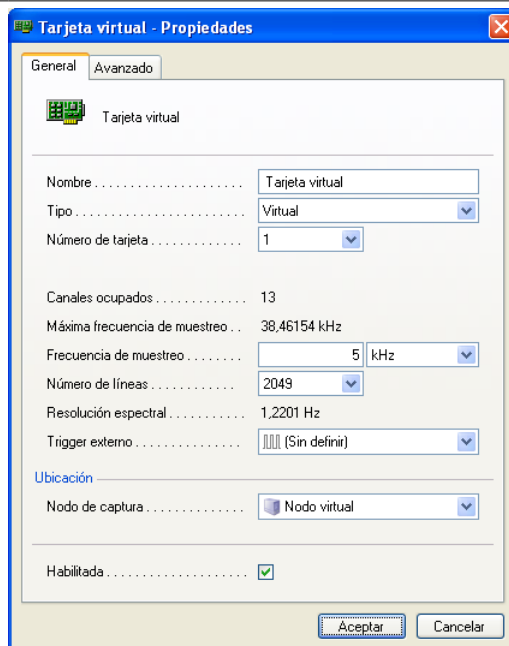 Tarjeta virtual - Propiedades
General Avanzado
Tarjeta virtual
Nombre . . . . . . . . . . . . . . . . . . . . . . Tarjeta virtual
Tipo . . . . . . . . . . . . . . . . . . . . . . . . . Virtual
Número de tarjeta . . . . . . . . . . . . . 1
Canales ocupados . . . . . . . . . . . . . 13
Máxima frecuencia de muestreo . . 38,46154 kHz
Frecuencia de muestreo . . . . . . . . 5 kHz
Número de líneas . . . . . . . . . . . . 2049
Resolución espectral . . . . . . . . . . . 1,2201 Hz
Trigger externo . . . . . . . . . . . . . . . (Sin definir)
Ubicación
Nodo de captura . . . . . . . . . . . . . . Nodo virtual
Habilitada . . . . . . . . . . . . . . . . . . . .
Aceptar Cancelar